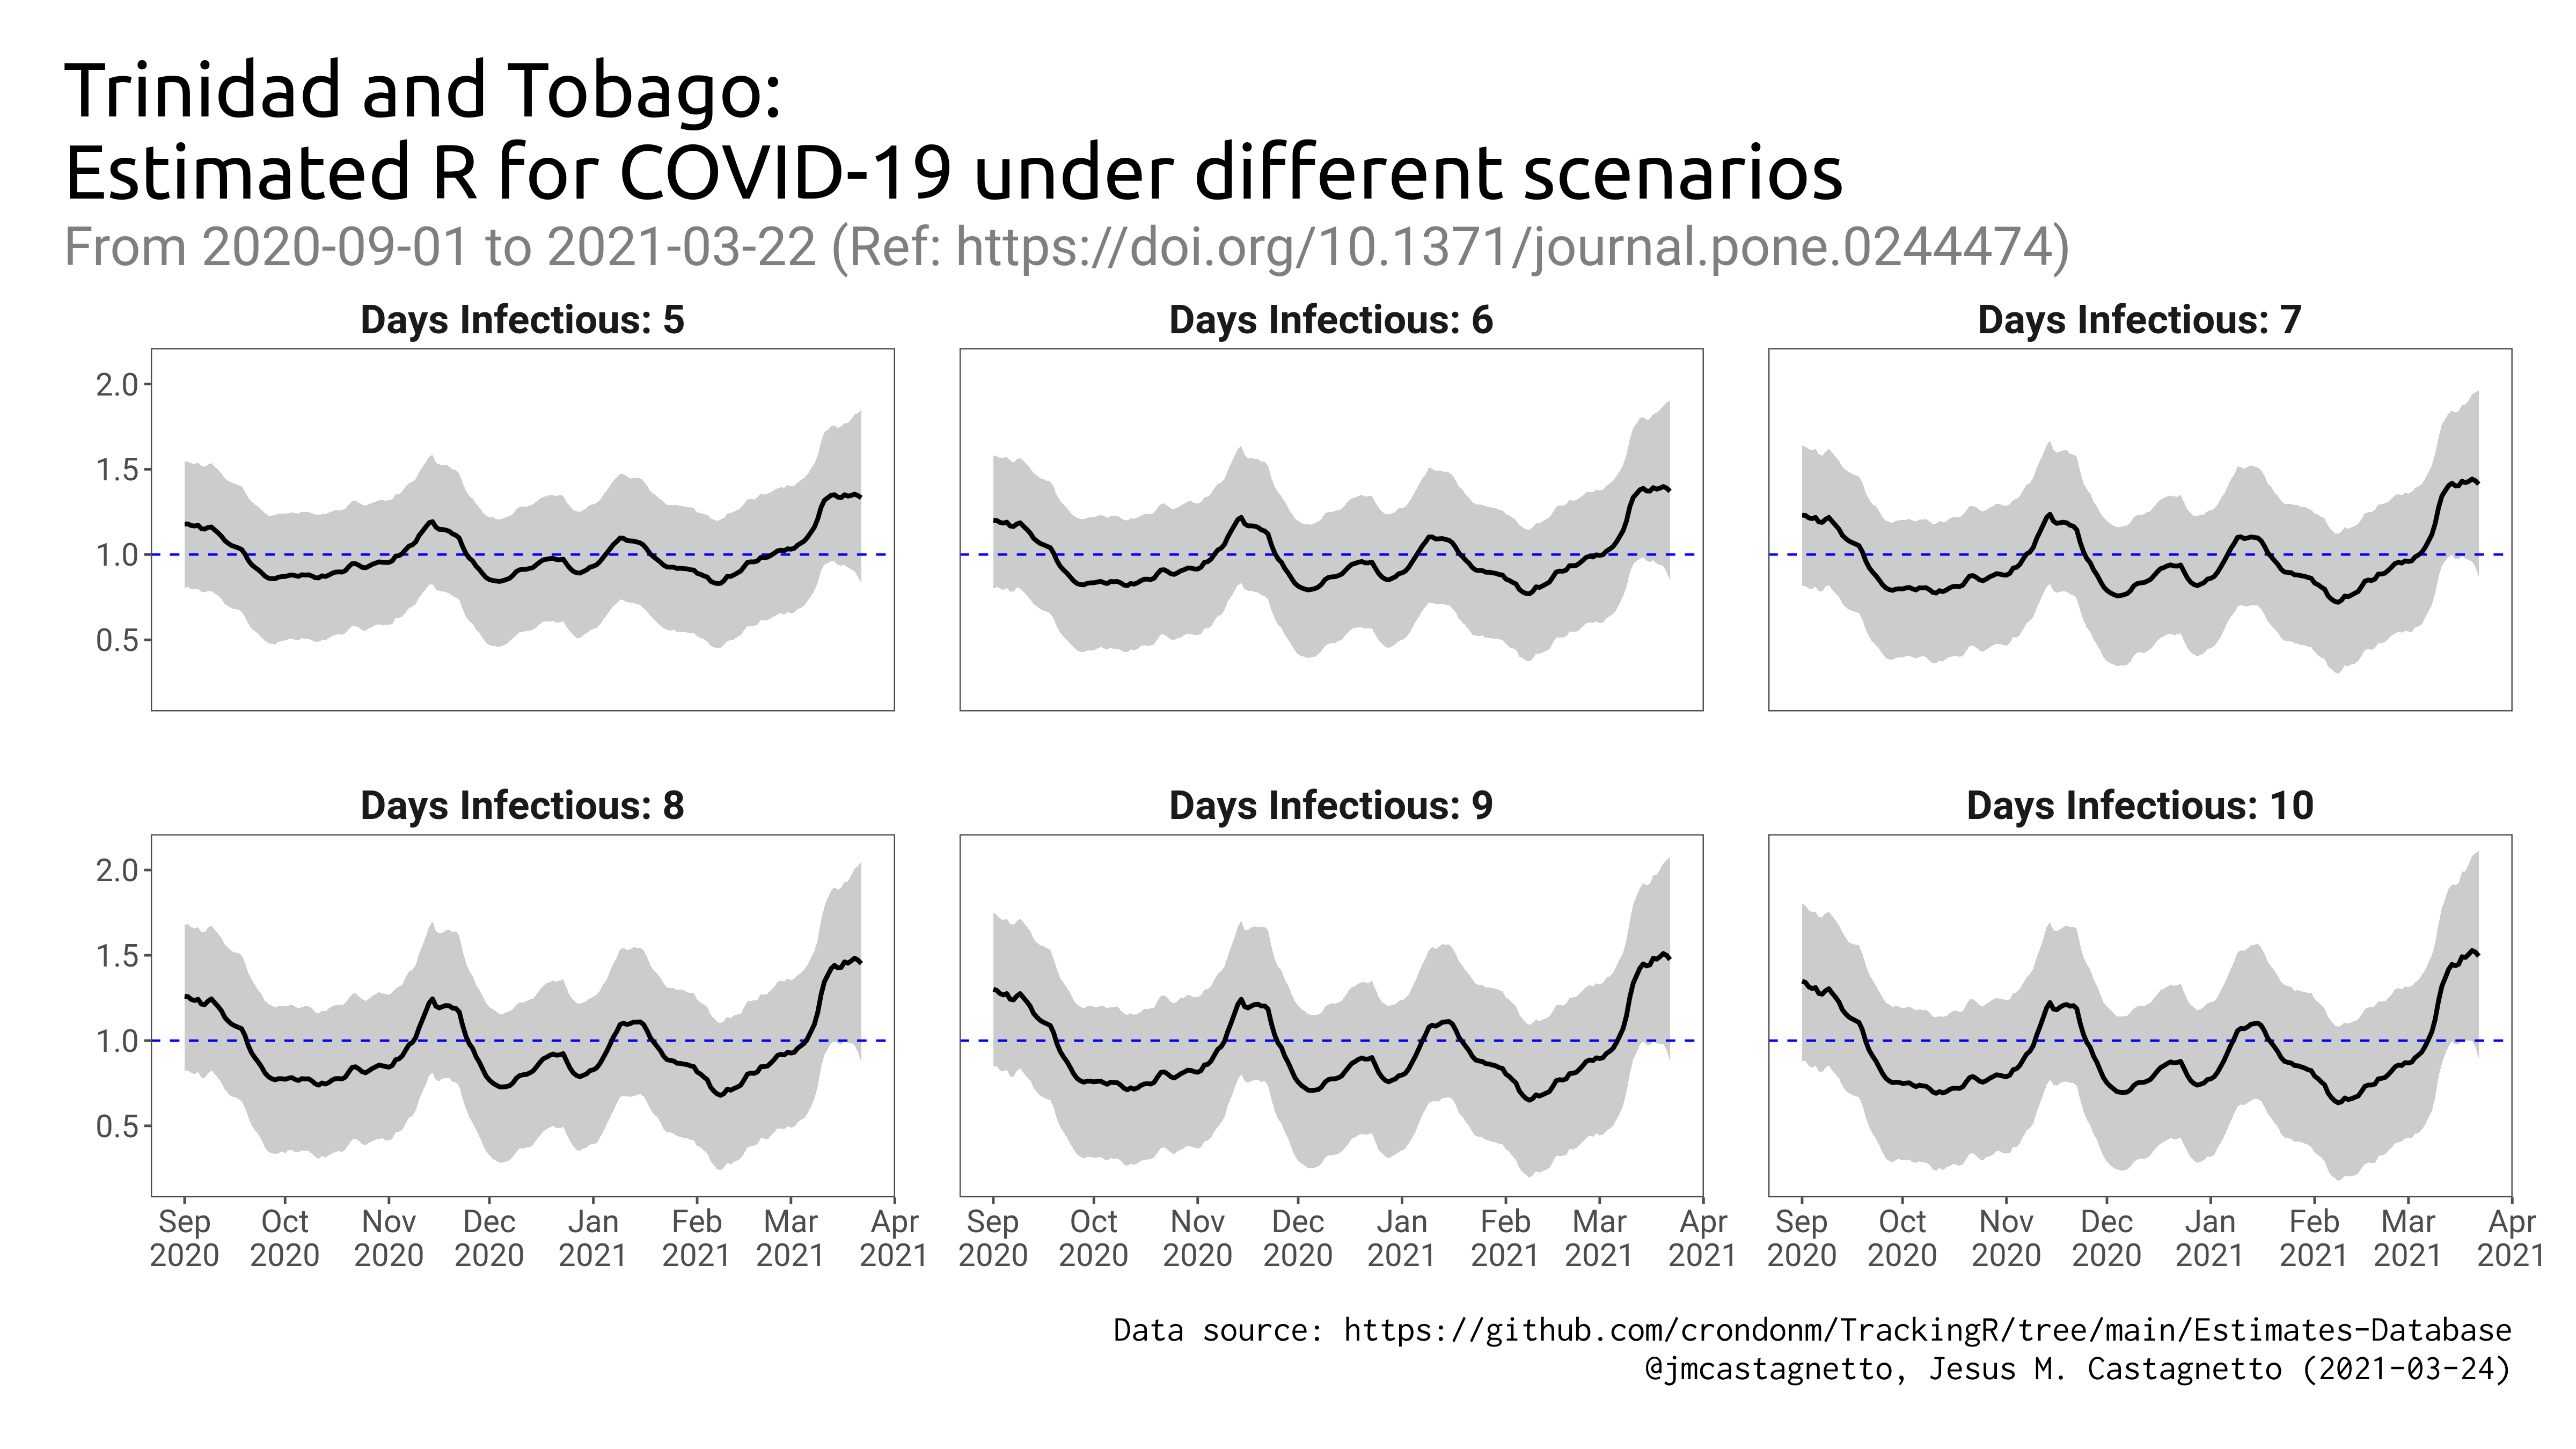 Trinidad and Tobago:
Estimated R for COVID-19 under different scenarios
From 2020-09-01 to 2021-03-22 (Ref: https://doi.org/10.1371/journal.pone.0244474)
Days Infectious: 5
Days Infectious: 6
Days Infectious: 7
2.0
1.5
1.0
0.5
Days Infectious: 8
Days Infectious: 9
Days Infectious: 10
2.0
1.5
1.0
0.5
Sep Oct Nov Dec Jan Feb Mar Apr
2020 2020 2020 2020 2021 2021 2021 2021
Sep Oct Nov Dec Jan Feb Mar Apr
2020 2020 2020 2020 2021 2021 2021 2021
Sep Oct Nov Dec Jan Feb Mar Apr
2020 2020 2020 2020 2021 2021 2021 2021
Data source: https://github.com/crondonm/TrackingR/tree/main/Estimates-Database
@jmcastagnetto, Jesus M. Castagnetto (2021-03-24)